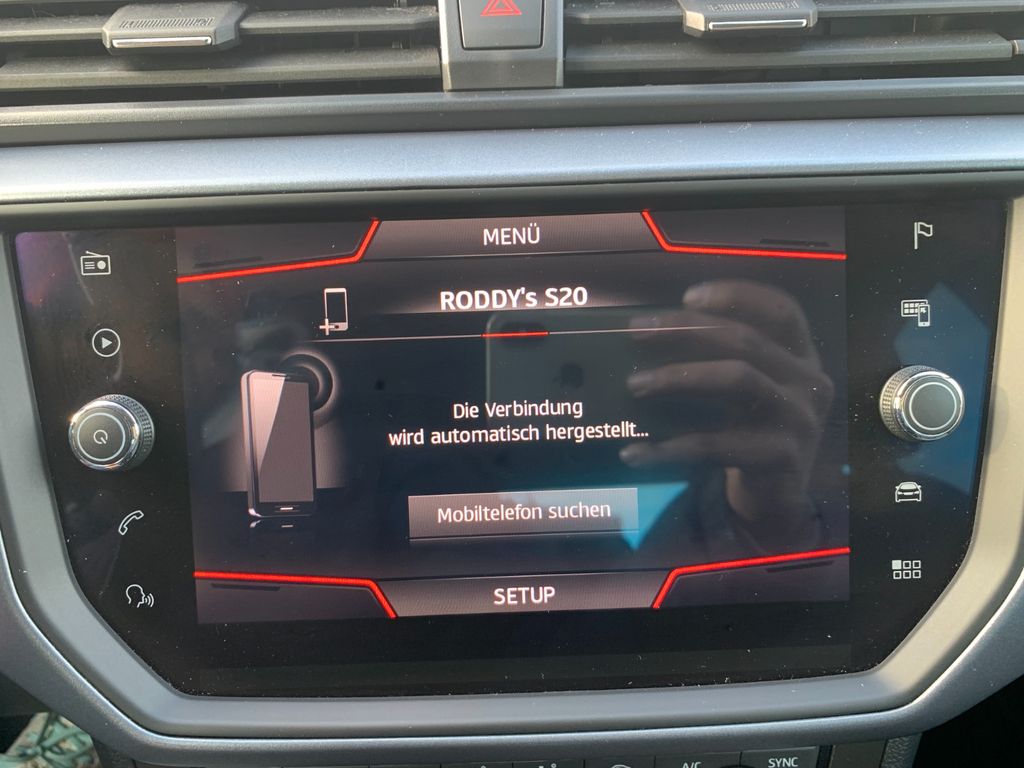 MENÜ
RODDY's S20
Die Verbindung
wird automatisch hergestellt...
Mobiltelefon suchen
SETUP
A/C
SYNC